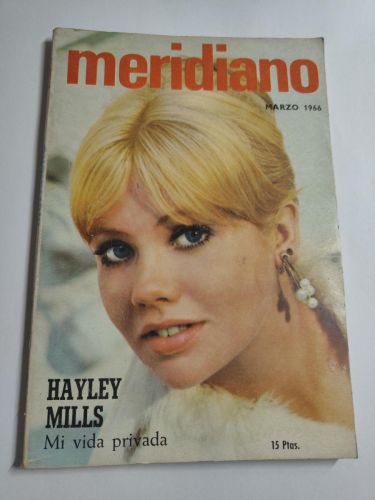 meridiano
MARZO 1966
HAYLEY
MILLS
Mi vida privada
15 Ptas.